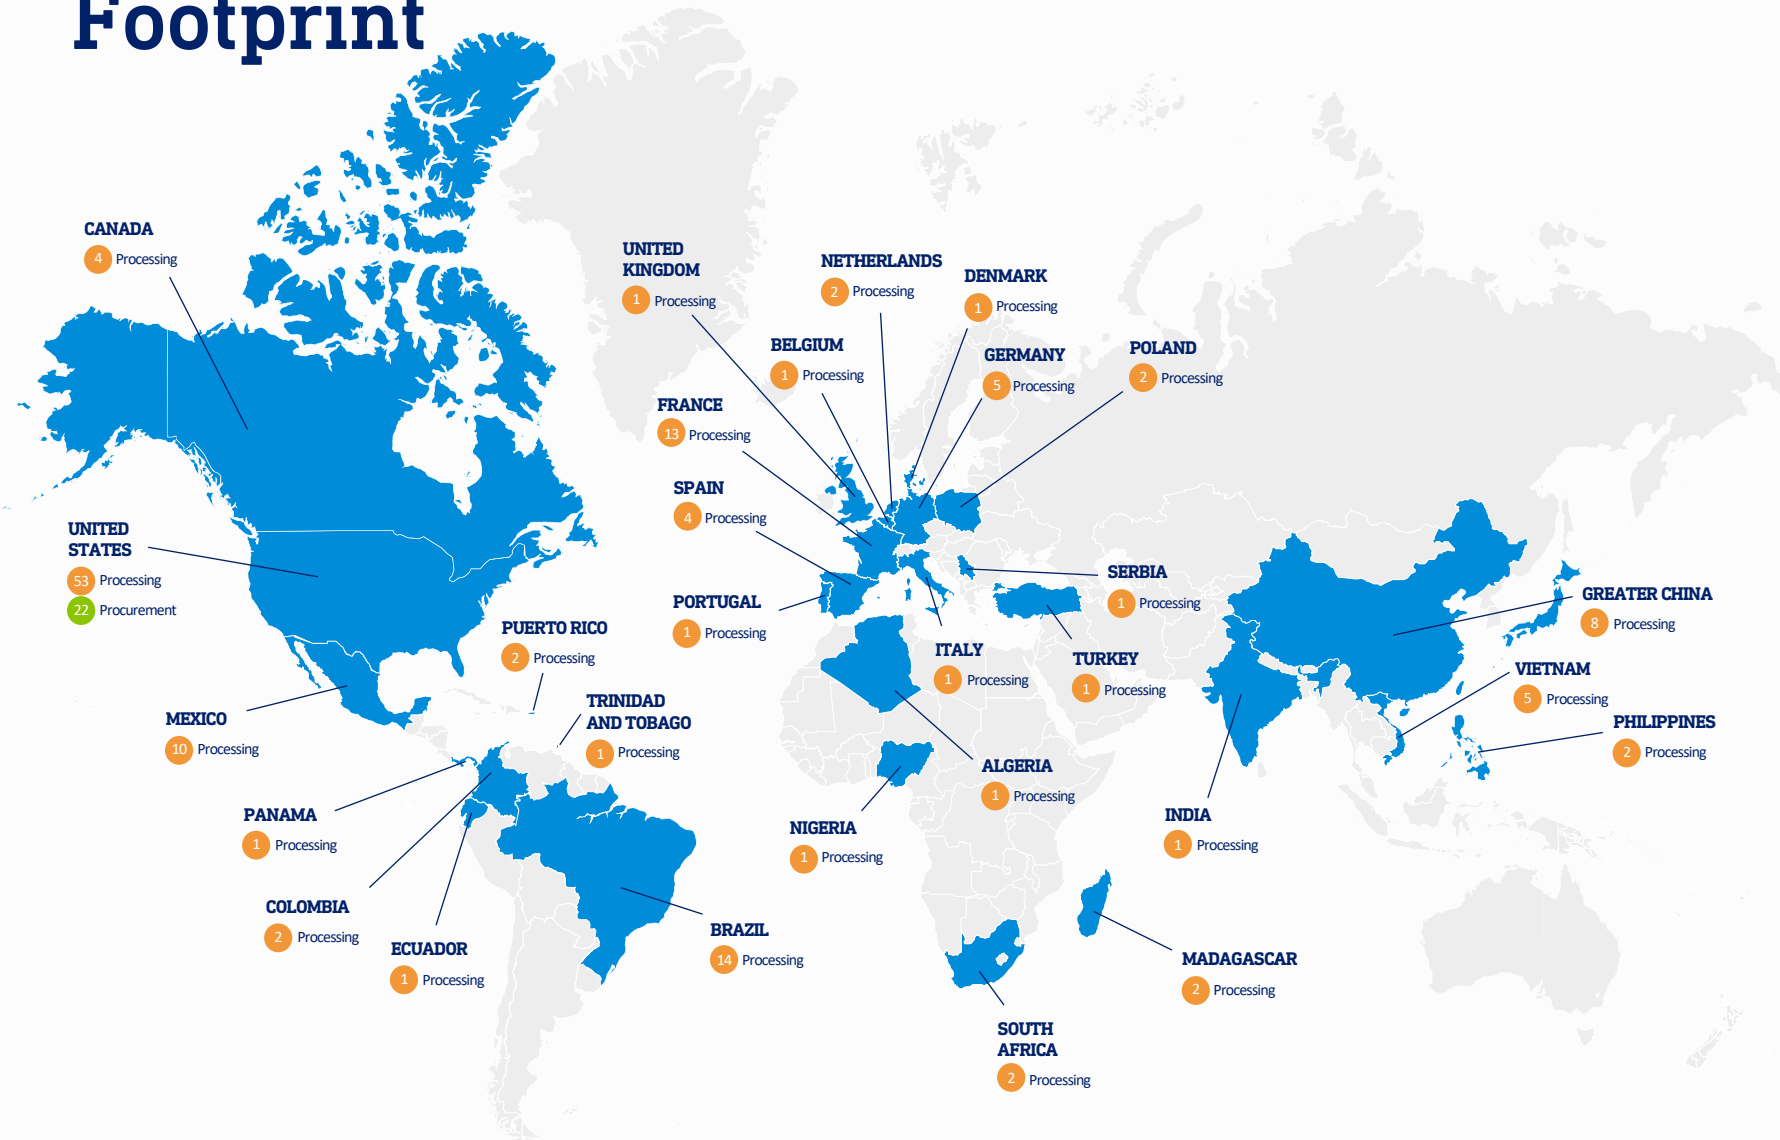 Footprint
CANADA
4 Processing
UNITED
STATES
53 Processing
22 Procurement
MEXICO
10 Processing
PUERTO RICO
2 Processing
TRINIDAD
AND TOBAGO
1 Processing
PANAMA
1 Processing
COLOMBIA
2 Processing
ECUADOR
1 Processing
BRAZIL
14 Processing
UNITED
KINGDOM
1 Processing
NETHERLANDS
2 Processing
DENMARK
1 Processing
BELGIUM
1 Processing
GERMANY
5 Processing
POLAND
2 Processing
FRANCE
13 Processing
SPAIN
4 Processing
PORTUGAL
1 Processing
SERBIA
1 Processing
ITALY
1 Processing
TURKEY
1 Processing
ALGERIA
1 Processing
NIGERIA
1 Processing
SOUTH
AFRICA
2 Processing
MADAGASCAR
2 Processing
INDIA
1 Processing
GREATER CHINA
8 Processing
VIETNAM
5 Processing
PHILIPPINES
2 Processing